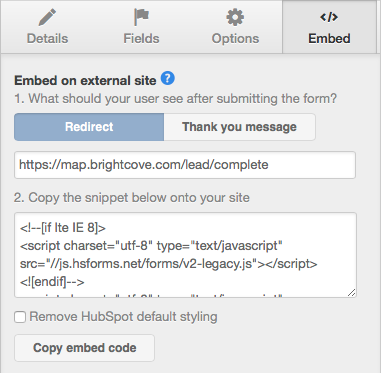 Details Fields Options Embed
Embed on external site ?
1. What should your user see after submitting the form?
Redirect Thank you message
https://map.brightcove.com/lead/complete
2. Copy the snippet below onto your site
<!--[if lte IE 8]>
<script charset="utf-8" type="text/javascript"
src="//js.hsforms.net/forms/v2-legacy.js"></script>
<![endif]-->
Remove HubSpot default styling
Copy embed code